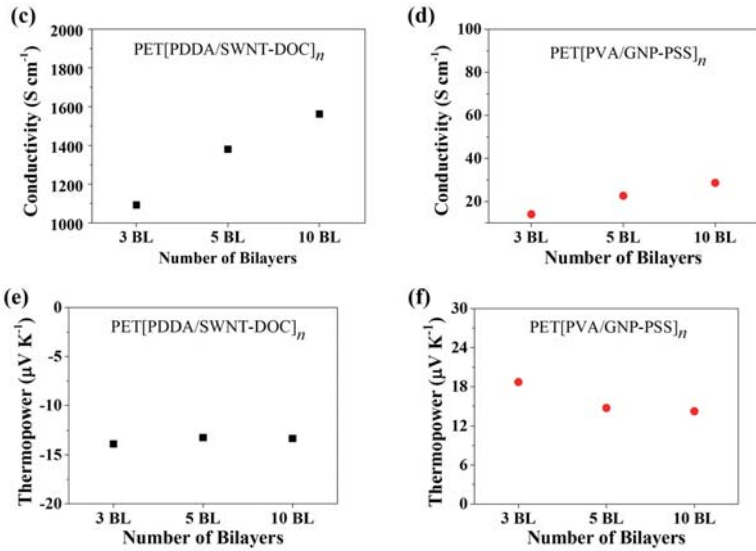 (c)
PET[PDDA/SWNT-DOC]n
Conductivity (S cm-1)
2000
1800
1600
1400
1200
1000
3 BL 5 BL 10 BL
Number of Bilayers
(d)
PET[PVA/GNP-PSS]n
Conductivity (S cm-1)
100
80
60
40
20
3 BL 5 BL 10 BL
Number of Bilayers
(e)
PET[PDDA/SWNT-DOC]n
Thermopower (µV K-1)
0
-5
-10
-15
-20
3 BL 5 BL 10 BL
Number of Bilayers
(f)
PET[PVA/GNP-PSS]n
Thermopower (µV K-1)
30
24
18
12
6
0
3 BL 5 BL 10 BL
Number of Bilayers